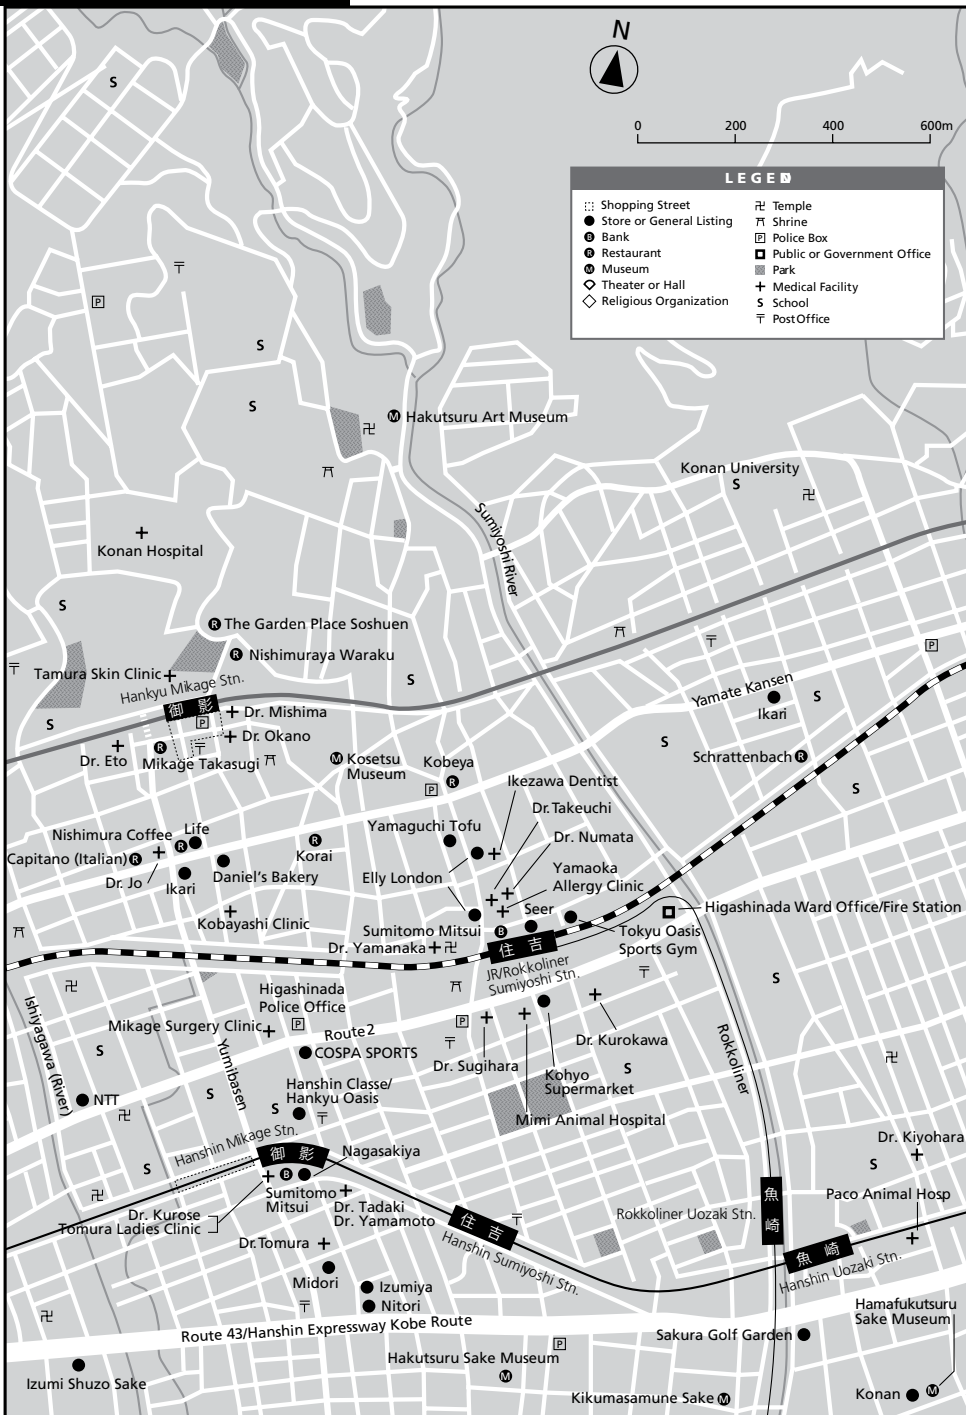 N
0 200 400 600m
LEGEN
Shopping Street
Store or General Listing
B Bank
R Restaurant
M Museum
Theater or Hall
Religious Organization
卍 Temple
Shrine
P Police Box
Public or Government Office
Park
Medical Facility
S School
〒 Post Office
S
〒
P
S
S
卍
M Hakutsuru Art Museum
Konan University
S
卍
Sumiyoshi River
Konan Hospital
S
R The Garden Place Soshuen
R Nishimuraya Waraku
〒
〒
P
Tamura Skin Clinic
S
Hankyu Mikage Stn.
御影
P
Dr. Mishima
Dr. Okano
S
Yamate Kansen
Ikari
S
S
Dr. Eto
R
Mikage Takasugi
〒
M Kosetsu
Museum
Kobeya
R
P
Schrattenbach R
S
Ikezawa Dentist
Dr. Takeuchi
Dr. Numata
Nishimura Coffee
R
Life
Capitano (Italian) R
Dr. Jo
Ikari
Daniel's Bakery
R
Korai
Yamaguchi Tofu
Elly London
Yamaoka
Allergy Clinic
Kobayashi Clinic
Sumitomo Mitsui
B
Seer
Dr. Yamanaka
卍
住吉
JR/Rokkoliner
Sumiyoshi Stn.
Tokyu Oasis
Sports Gym
Higashinada Ward Office/Fire Station
〒
S
卍
Ishiyagawa (River)
Higashinada
Police Office
P
Mikage Surgery Clinic
Route 2
COSPA SPORTS
Yumibasen
S
P
〒
Dr. Sugihara
Dr. Kurokawa
Kohyo
Supermarket
S
Mimi Animal Hospital
Rokkoliner
卍
NTT
卍
S
S
Hanshin Classe/
Hankyu Oasis
〒
Hanshin Mikage Stn.
御影
Nagasakiya
S
卍
B
Sumitomo
Mitsui
Dr. Kurose
Tomura Ladies Clinic
Dr. Tadaki
Dr. Yamamoto
Dr. Tomura
Midori
住吉
〒
Hanshin Sumiyoshi Stn.
Dr. Kiyohara
S
Paco Animal Hosp
Rokkoliner Uozaki Stn.
魚崎
魚崎
Hanshin Uozaki Stn.
Izumiya
Nitori
〒
卍
Route 43/Hanshin Expressway Kobe Route
Izumi Shuzo Sake
Hakutsuru Sake Museum
M
P
Sakura Golf Garden
Hamafukutsuru
Sake Museum
Kikumasamune Sake M
Konan
M